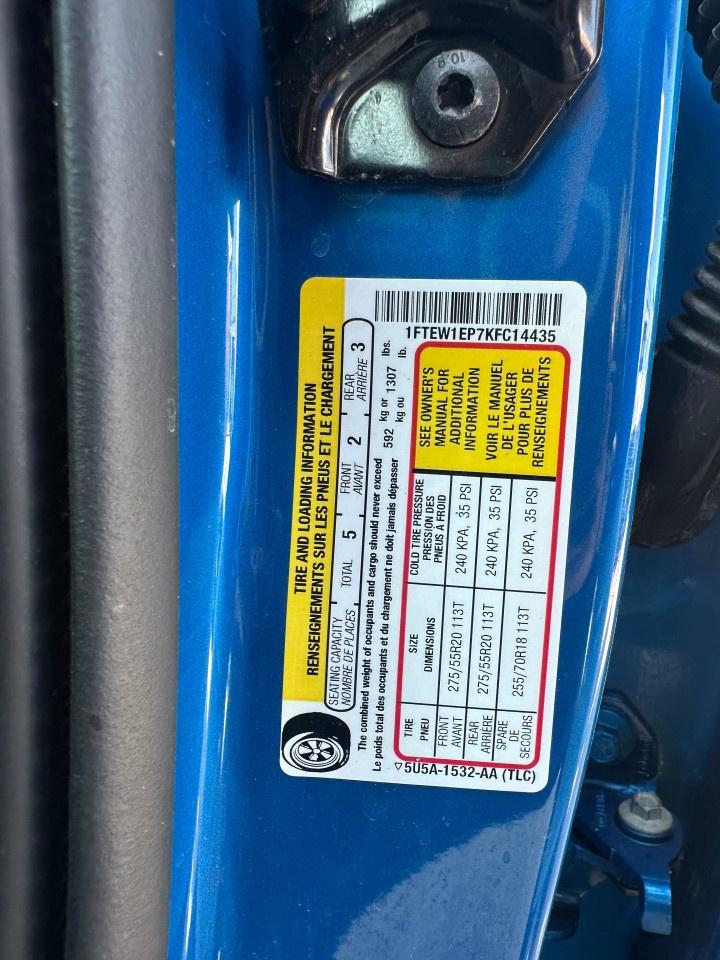 10.9
TIRE AND LOADING INFORMATION
RENSEIGNEMENTS SUR LES PNEUS ET LE CHARGEMENT
SEATING CAPACITY
NOMBRE DE PLACES
TOTAL 5
FRONT
AVANT
2
REAR
ARRIÈRE
3
The combined weight of occupants and cargo should never exceed 592 kg or 1307 lbs.
Le poids total des occupants et du chargement ne doit jamais dépasser kg ou lb.
1FTEW1EP7KFC14435
TIRE
PNEU
SIZE
DIMENSIONS
COLD TIRE PRESSURE
PRESSION DES
PNEUS À FROID
FRONT
AVANT
275/55R20 113T
240 KPA, 35 PSI
REAR
ARRIÈRE
275/55R20 113T
240 KPA, 35 PSI
SPARE
DE
SECOURS
255/70R18 113T
240 KPA, 35 PSI
SEE OWNER'S
MANUAL FOR
ADDITIONAL
INFORMATION
VOIR LE MANUEL
DE L'USAGER
POUR PLUS DE
RENSEIGNEMENTS
▽5U5A-1532-AA (TLC)